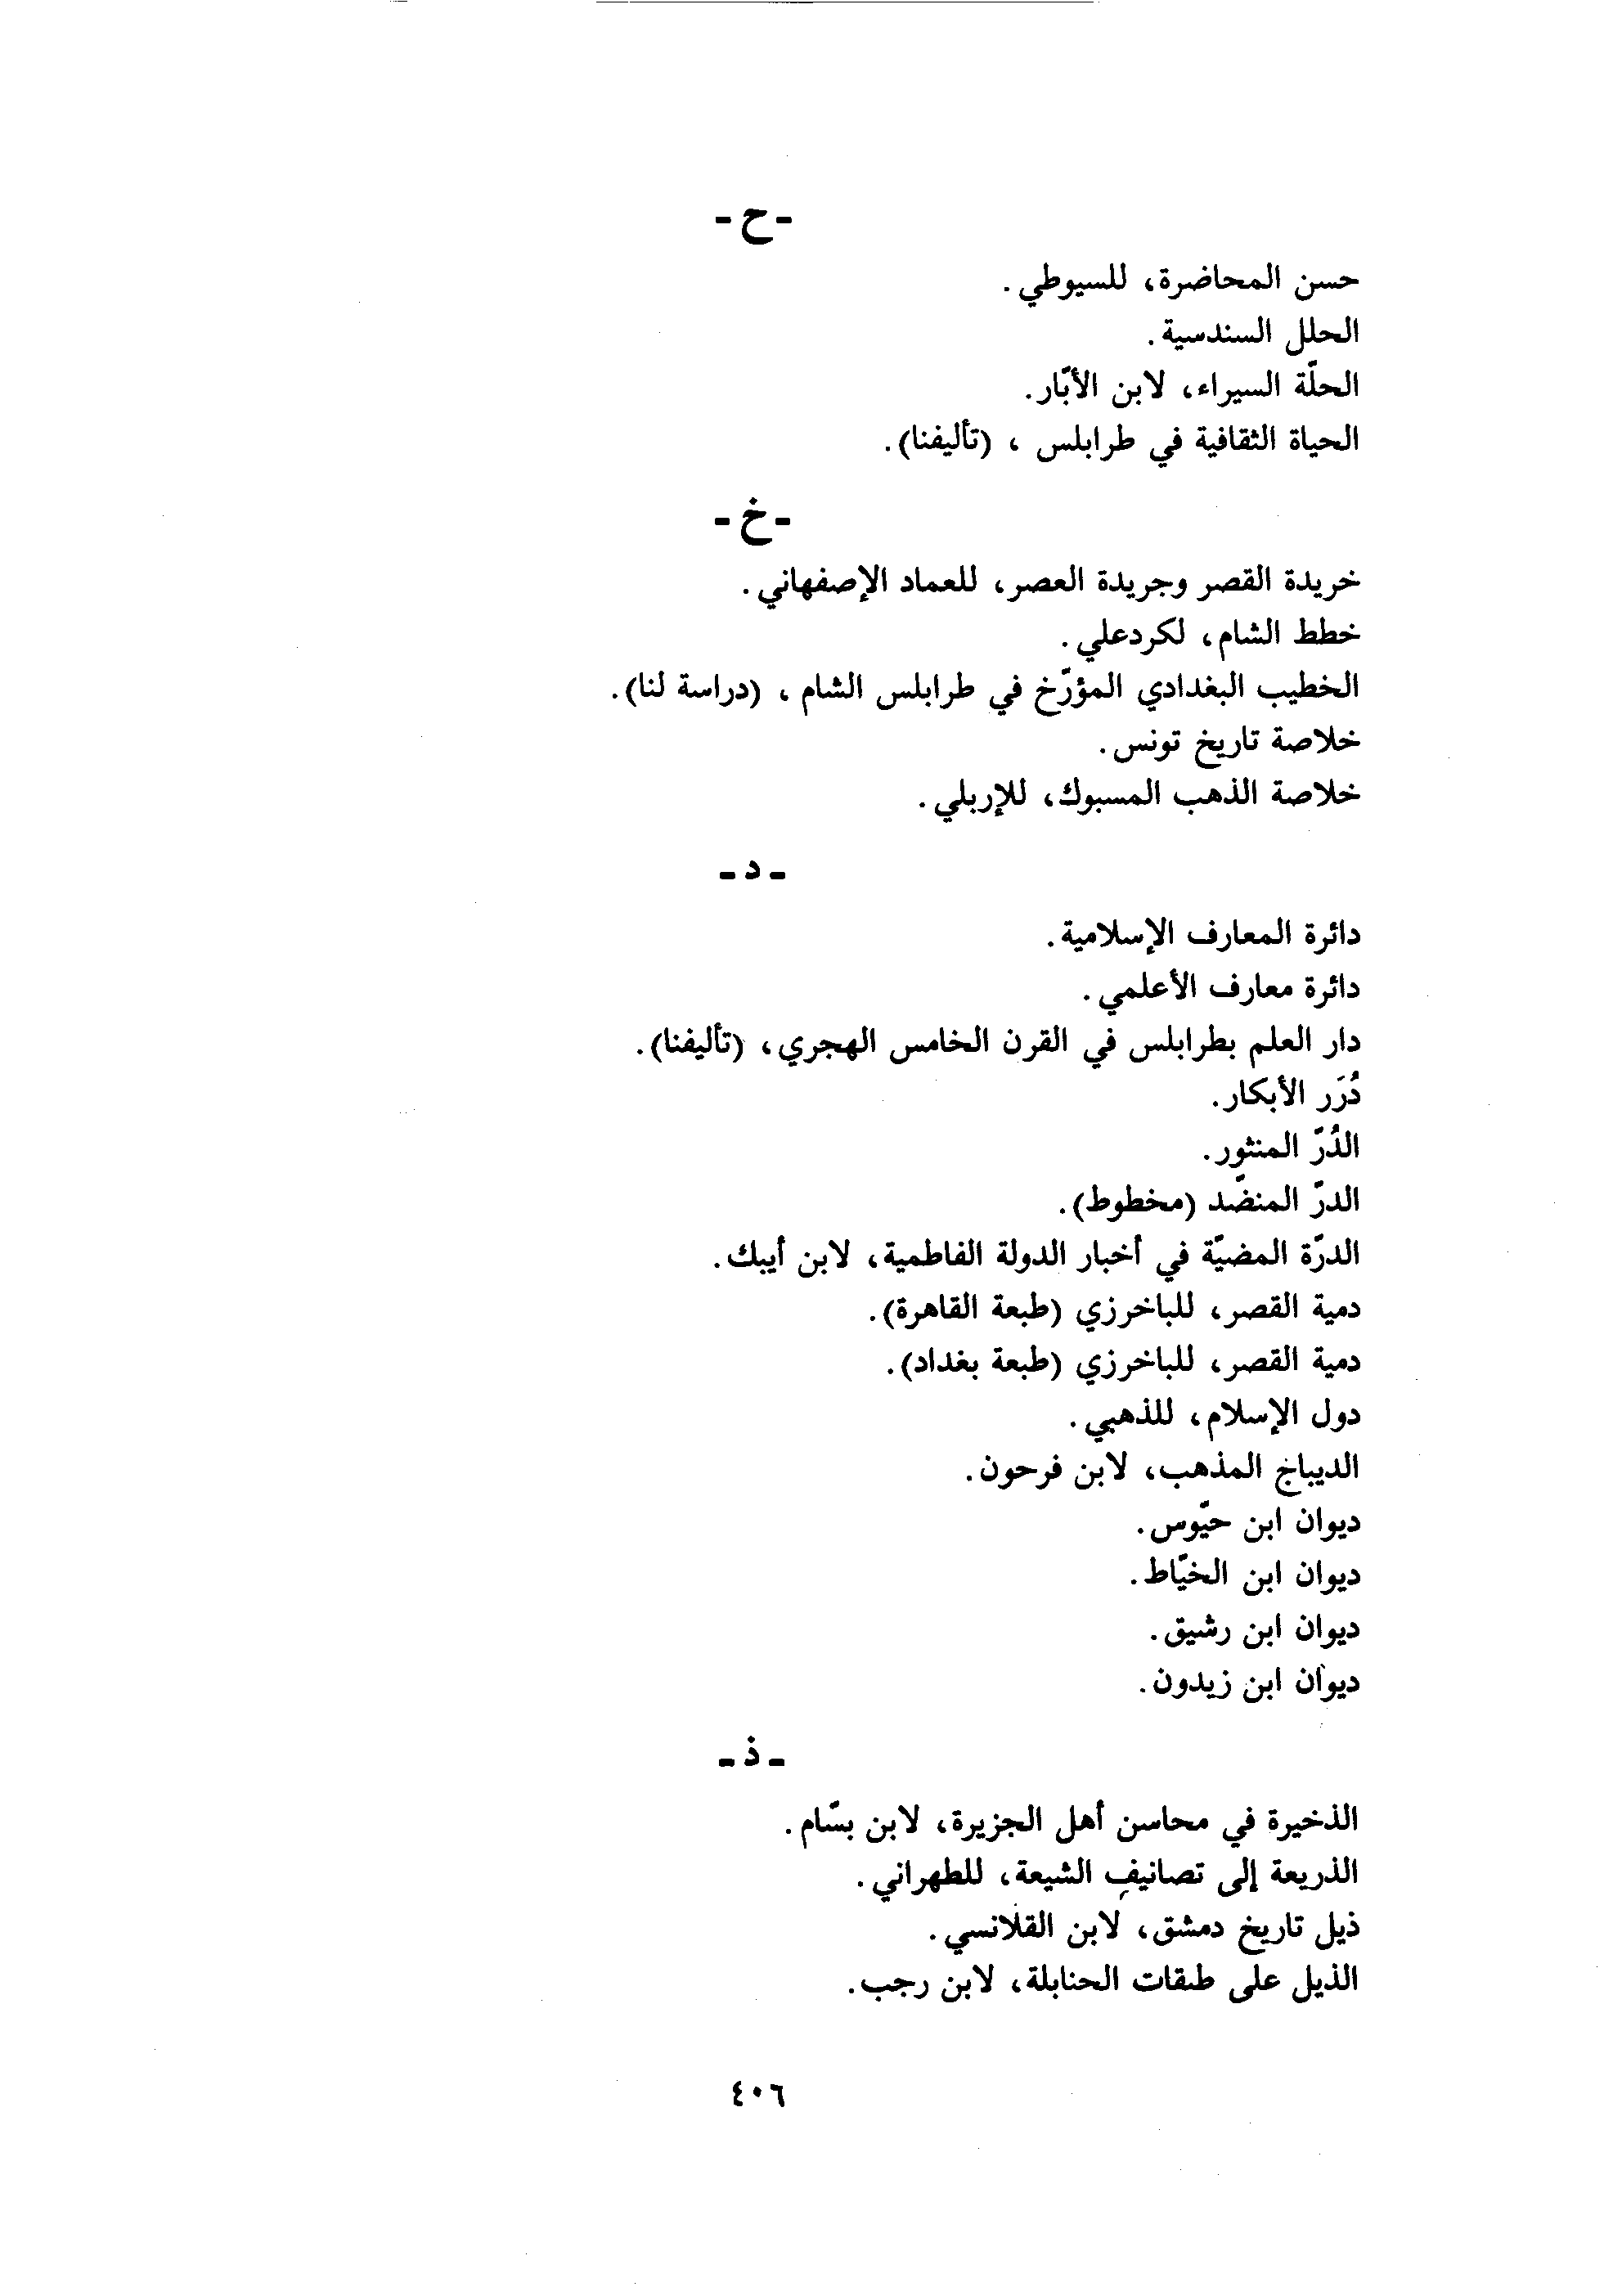 - ح -
حسن المحاضرة، للسيوطي.
الحلل السندسية.
الحلّة السيراء، لابن الأبّار.
الحياة الثقافية في طرابلس ، (تأليفنا).
- خ -
خريدة القصر وجريدة العصر، للعماد الإصفهاني.
خطط الشام، لكردعلي.
الخطيب البغدادي المؤرّخ في طرابلس الشام ، (دراسة لنا).
خلاصة تاريخ تونس.
خلاصة الذهب المسبوك، للإربلي.
- د -
دائرة المعارف الإسلامية.
دائرة معارف الأعلمي.
دار العلم بطرابلس في القرن الخامس الهجري، (تأليفنا).
دُرَر الأبكار.
الدُرّ المنثور.
الدرّ المنضّد (مخطوط).
الدرّة المضيّة في أخبار الدولة الفاطمية، لابن أيبك.
دمية القصر، للباخرزي (طبعة القاهرة).
دمية القصر، للباخرزي (طبعة بغداد).
دول الإسلام، للذهبي.
الديباج المذهب، لابن فرحون.
ديوان ابن حيّوس.
ديوان ابن الخيّاط.
ديوان ابن رشيق.
ديوان ابن زيدون.
- ذ -
الذخيرة في محاسن أهل الجزيرة، لابن بسّام.
الذريعة إلى تصانيف الشيعة، للطهراني.
ذيل تاريخ دمشق، لابن القلانسي.
الذيل على طبقات الحنابلة، لابن رجب.
٤٠٦